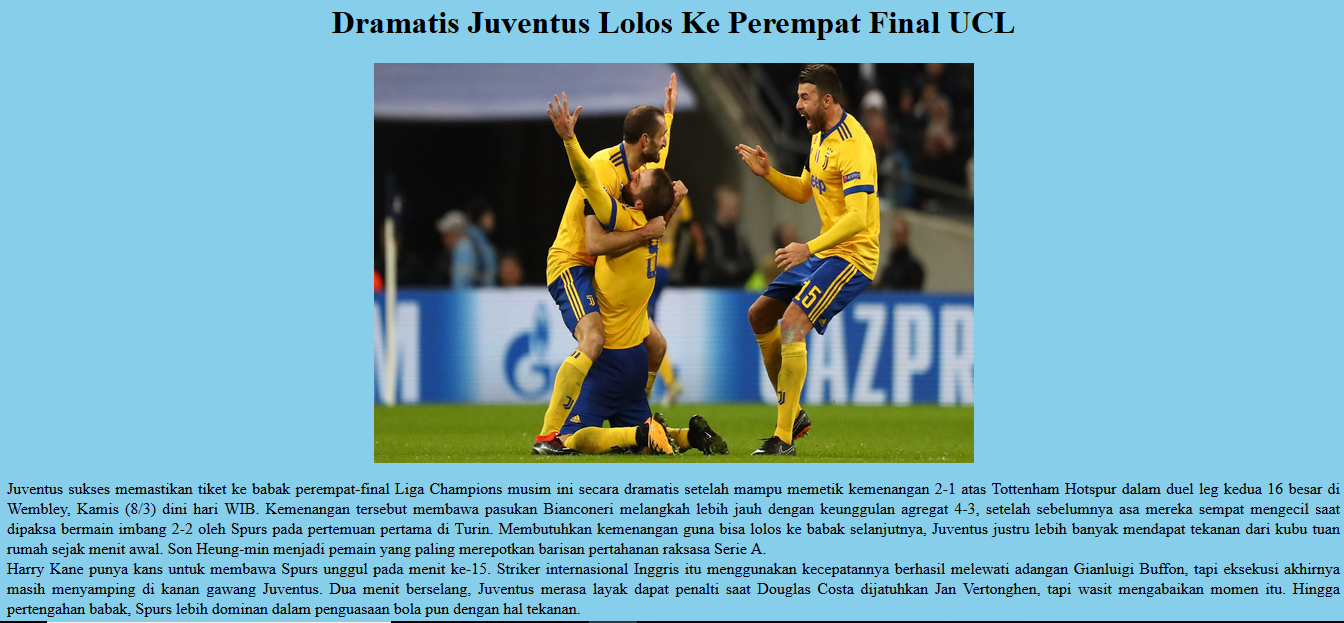 Dramatis Juventus Lolos Ke Perempat Final UCL
eep
15
AZPR
M
Juventus sukses memastikan tiket ke babak perempat-final Liga Champions musim ini secara dramatis setelah mampu memetik kemenangan 2-1 atas Tottenham Hotspur dalam duel leg kedua 16 besar di
Wembley, Kamis (8/3) dini hari WIB. Kemenangan tersebut membawa pasukan Bianconeri melangkah lebih jauh dengan keunggulan agregat 4-3, setelah sebelumnya asa mereka sempat mengecil saat
dipaksa bermain imbang 2-2 oleh Spurs pada pertemuan pertama di Turin. Membutuhkan kemenangan guna bisa lolos ke babak selanjutnya, Juventus justru lebih banyak mendapat tekanan dari kubu tuan
rumah sejak menit awal. Son Heung-min menjadi pemain yang paling merepotkan barisan pertahanan raksasa Serie A.
Harry Kane punya kans untuk membawa Spurs unggul pada menit ke-15. Striker internasional Inggris itu menggunakan kecepatannya berhasil melewati adangan Gianluigi Buffon, tapi eksekusi akhirnya
masih menyamping di kanan gawang Juventus. Dua menit berselang, Juventus merasa layak dapat penalti saat Douglas Costa dijatuhkan Jan Vertonghen, tapi wasit mengabaikan momen itu. Hingga
pertengahan babak, Spurs lebih dominan dalam penguasaan bola pun dengan hal tekanan.